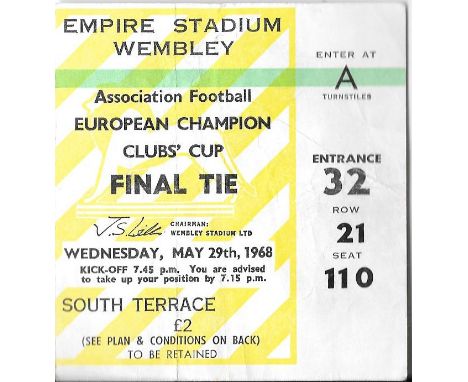 EMPIRE STADIUM
WEMBLEY
Association Football
EUROPEAN CHAMPION
CLUBS' CUP
FINAL TIE
CHAIRMAN:
WEMBLEY STADIUM LTD
WEDNESDAY, MAY 29th, 1968
KICK-OFF 7.45 p.m. You are advised
to take up your position by 7.15 p.m.
SOUTH TERRACE
£2
(SEE PLAN & CONDITIONS ON BACK)
TO BE RETAINED
ENTER AT
A
TURNSTILES
ENTRANCE
32
ROW
21
SEAT
110